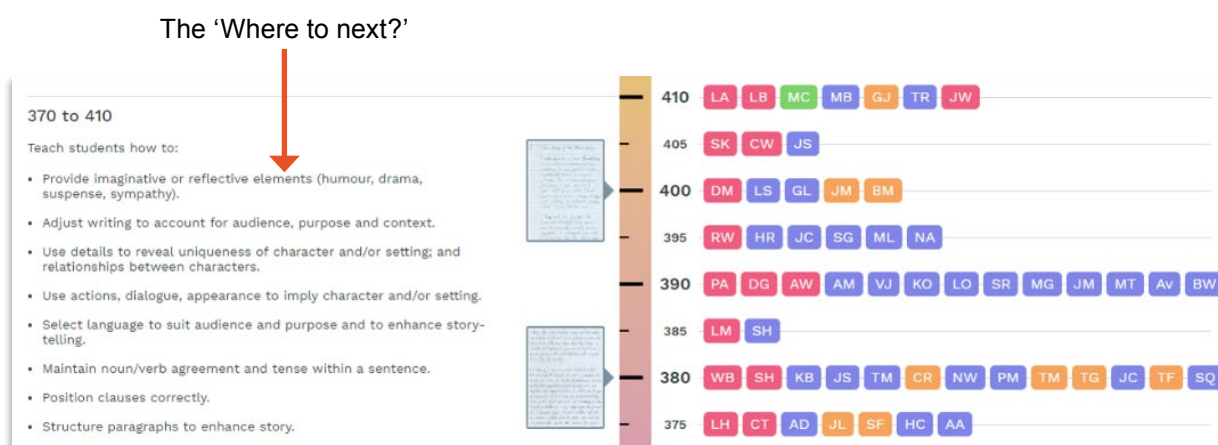 The ‘Where to next?’
370 to 410
Teach students how to:
• Provide imaginative or reflective elements (humour, drama,
suspense, sympathy).
• Adjust writing to account for audience, purpose and context.
• Use details to reveal uniqueness of character and/or setting; and
relationships between characters.
• Use actions, dialogue, appearance to imply character and/or setting.
• Select language to suit audience and purpose and to enhance story-
telling.
• Maintain noun/verb agreement and tense within a sentence.
• Position clauses correctly.
• Structure paragraphs to enhance story.
410 LA LB MC MB GJ TR JW
405 SK CW JS
400 DM LS GL JM BM
395 RW HR JC SG ML NA
390 PA DG AW AM VJ KO LO SR MG JM MT Av BW
385 LM SH
380 WB SH KB JS TM CR NW PM TM TG JC TF SQ
375 LH CT AD JL SF HC AA